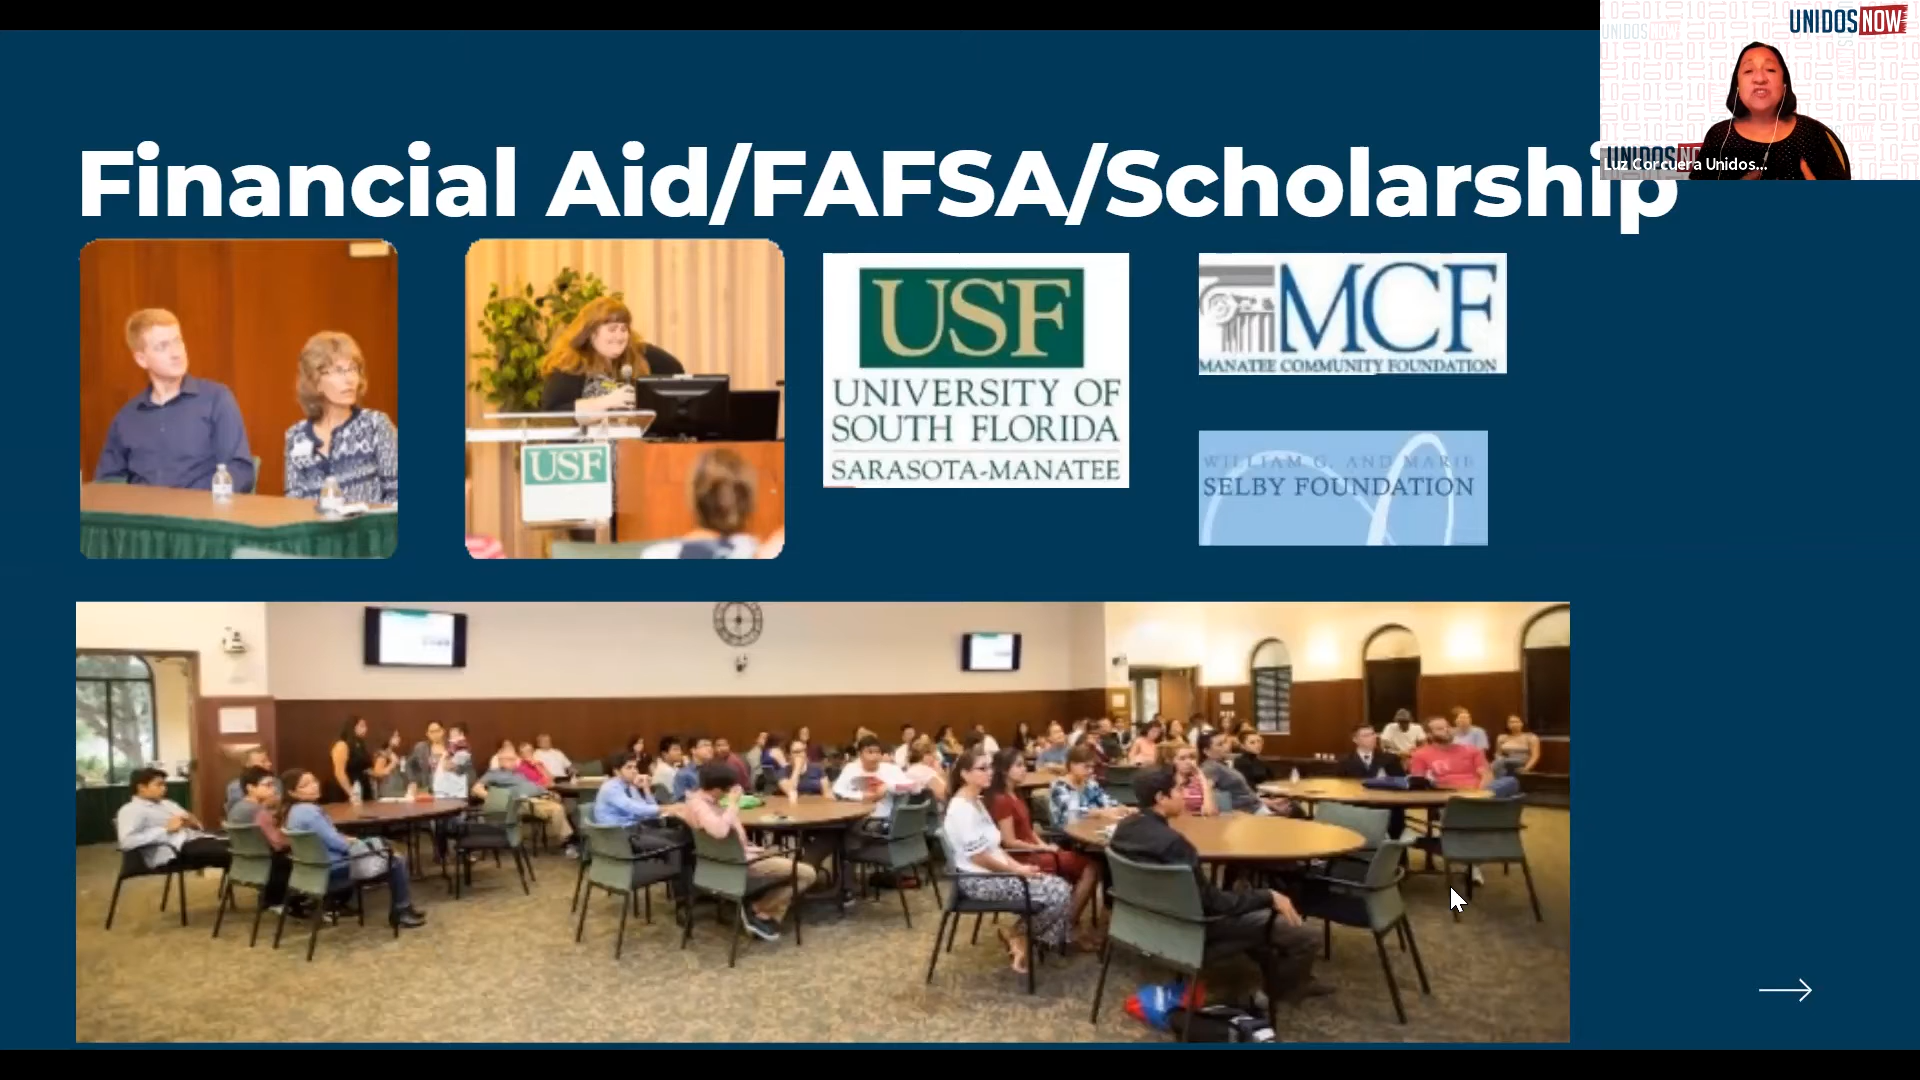 UNIDOS NOW
UNIDOSNOW
Luz Corcuera Unidos...
Financial Aid/FAFSA/Scholarship
USF
USF
UNIVERSITY OF
SOUTH FLORIDA
SARASOTA-MANATEE
MCF
MANATEE COMMUNITY FOUNDATION
WILLIAM G. AND MARIE
SELBY FOUNDATION